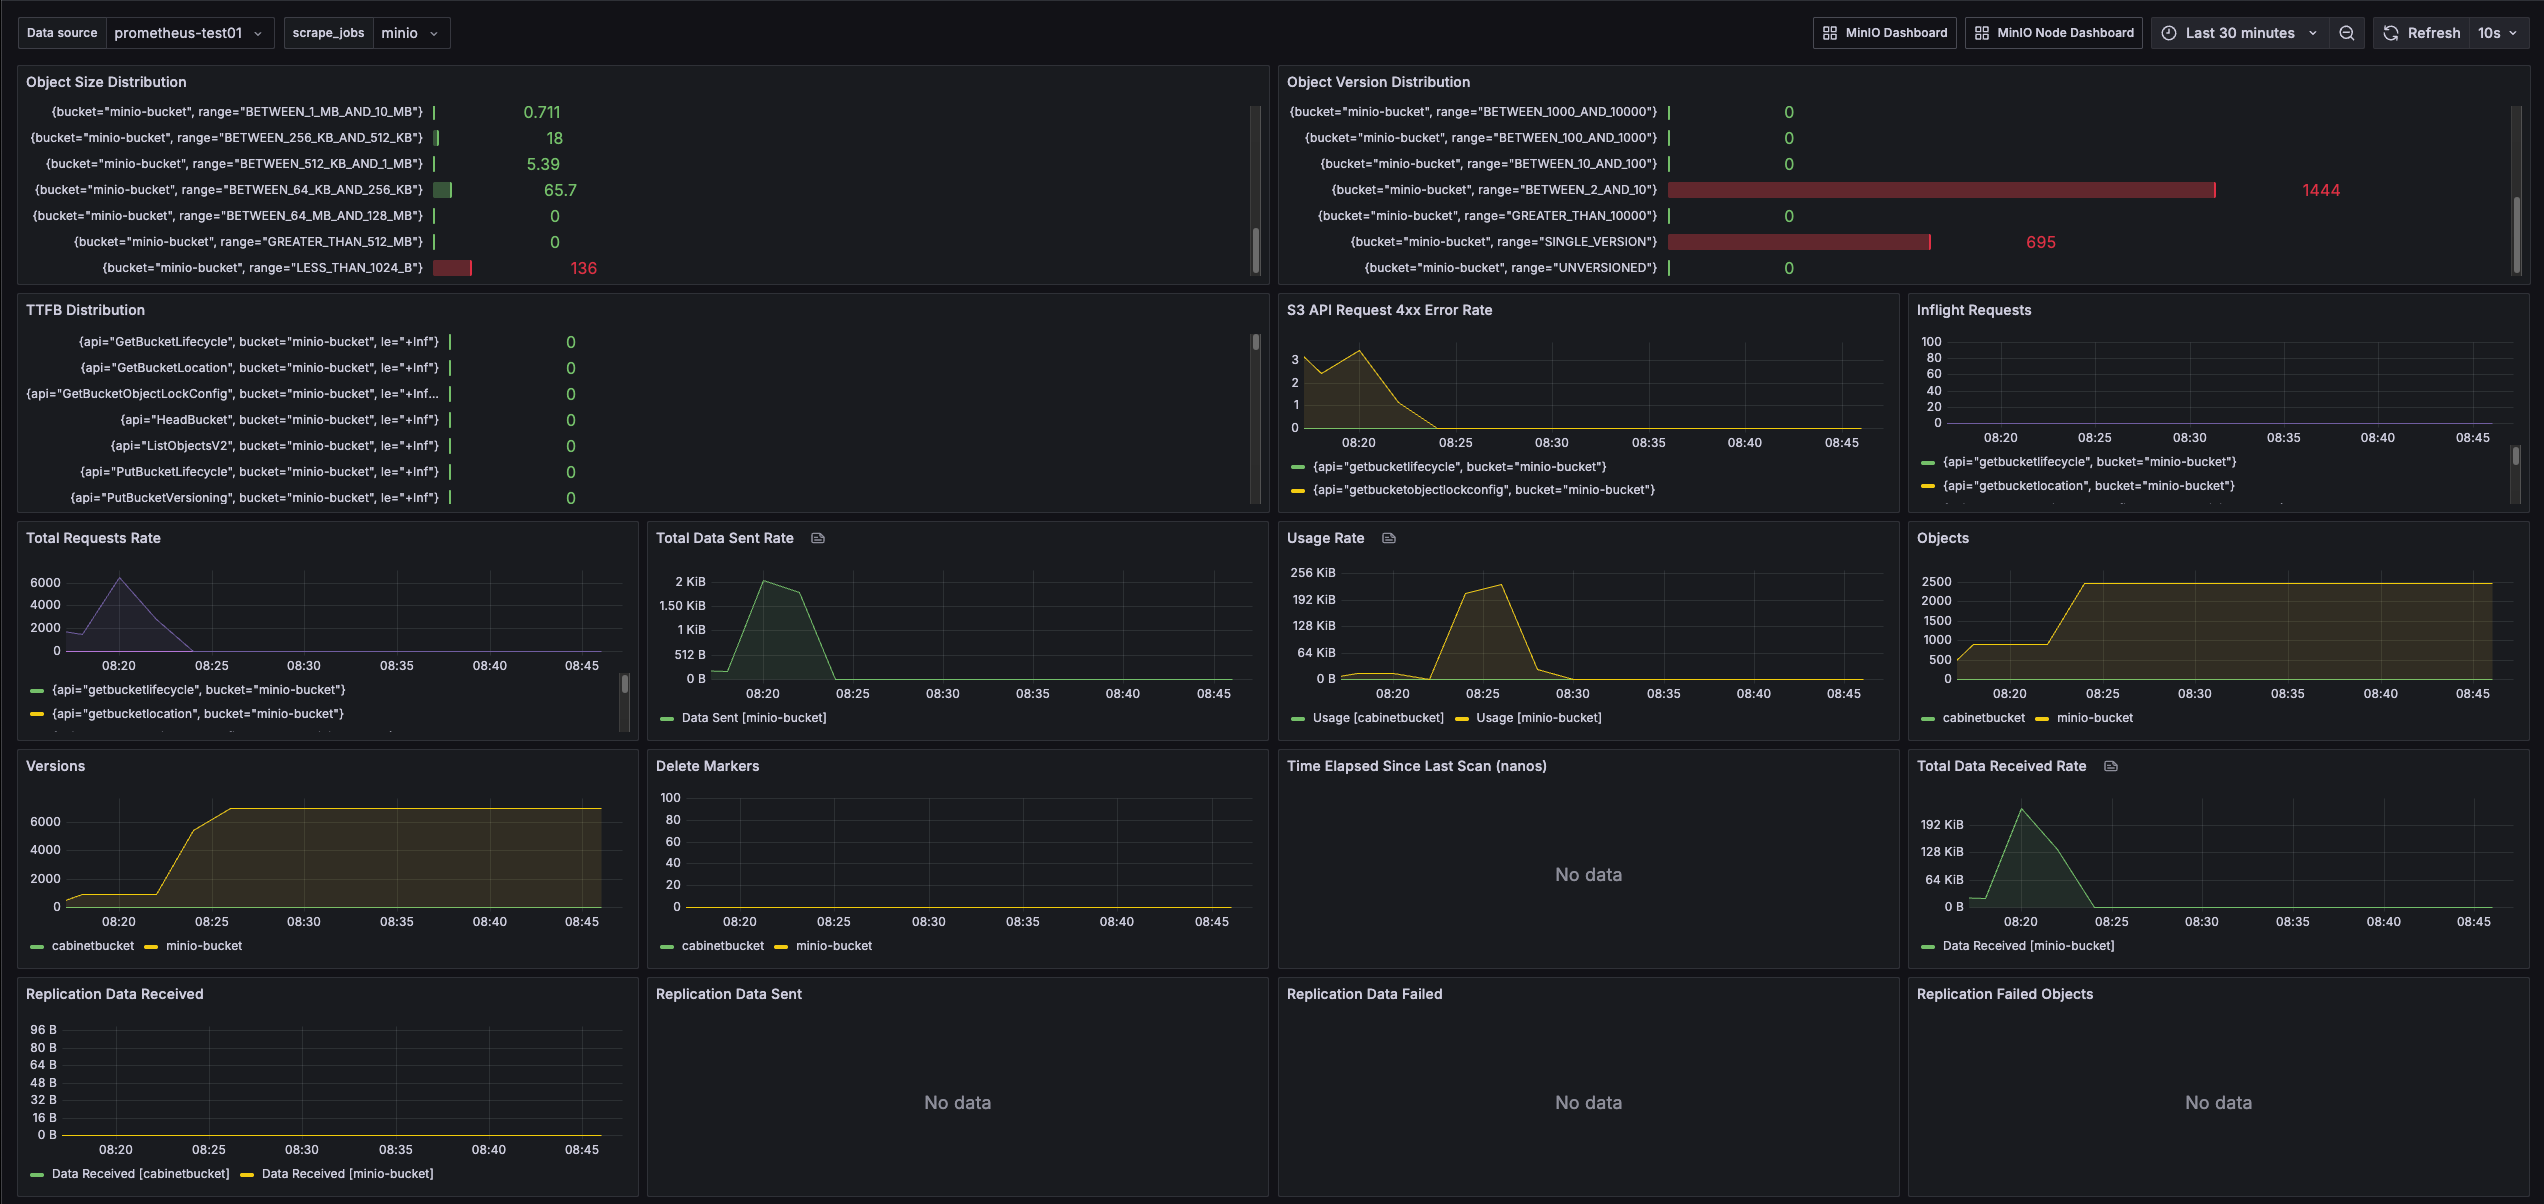 Data source prometheus-test01 scrape_jobs minio MinIO Dashboard MinIO Node Dashboard Last 30 minutes Refresh 10s
Object Size Distribution
{bucket="minio-bucket", range="BETWEEN_1_MB_AND_10_MB"} 0.711
{bucket="minio-bucket", range="BETWEEN_256_KB_AND_512_KB"} 18
{bucket="minio-bucket", range="BETWEEN_512_KB_AND_1_MB"} 5.39
{bucket="minio-bucket", range="BETWEEN_64_KB_AND_256_KB"} 65.7
{bucket="minio-bucket", range="BETWEEN_64_MB_AND_128_MB"} 0
{bucket="minio-bucket", range="GREATER_THAN_512_MB"} 0
{bucket="minio-bucket", range="LESS_THAN_1024_B"} 136
Object Version Distribution
{bucket="minio-bucket", range="BETWEEN_1000_AND_10000"} 0
{bucket="minio-bucket", range="BETWEEN_100_AND_1000"} 0
{bucket="minio-bucket", range="BETWEEN_10_AND_100"} 0
{bucket="minio-bucket", range="BETWEEN_2_AND_10"} 1444
{bucket="minio-bucket", range="GREATER_THAN_10000"} 0
{bucket="minio-bucket", range="SINGLE_VERSION"} 695
{bucket="minio-bucket", range="UNVERSIONED"} 0
TTFB Distribution
{api="GetBucketLifecycle", bucket="minio-bucket", le="+Inf"} 0
{api="GetBucketLocation", bucket="minio-bucket", le="+Inf"} 0
{api="GetBucketObjectLockConfig", bucket="minio-bucket", le="+Inf... 0
{api="HeadBucket", bucket="minio-bucket", le="+Inf"} 0
{api="ListObjectsV2", bucket="minio-bucket", le="+Inf"} 0
{api="PutBucketLifecycle", bucket="minio-bucket", le="+Inf"} 0
{api="PutBucketVersioning", bucket="minio-bucket", le="+Inf"} 0
S3 API Request 4xx Error Rate
3
2
1
0
08:20 08:25 08:30 08:35 08:40 08:45
{api="getbucketlifecycle", bucket="minio-bucket"}
{api="getbucketobjectlockconfig", bucket="minio-bucket"}
Inflight Requests
100
80
60
40
20
0
08:20 08:25 08:30 08:35 08:40 08:45
{api="getbucketlifecycle", bucket="minio-bucket"}
{api="getbucketlocation", bucket="minio-bucket"}
Total Requests Rate
6000
4000
2000
0
08:20 08:25 08:30 08:35 08:40 08:45
{api="getbucketlifecycle", bucket="minio-bucket"}
{api="getbucketlocation", bucket="minio-bucket"}
Total Data Sent Rate
2 KiB
1.50 KiB
1 KiB
512 B
0 B
08:20 08:25 08:30 08:35 08:40 08:45
Data Sent [minio-bucket]
Usage Rate
256 KiB
192 KiB
128 KiB
64 KiB
0 B
08:20 08:25 08:30 08:35 08:40 08:45
Usage [cabinetbucket] Usage [minio-bucket]
Objects
2500
2000
1500
1000
500
0
08:20 08:25 08:30 08:35 08:40 08:45
cabinetbucket minio-bucket
Versions
6000
4000
2000
0
08:20 08:25 08:30 08:35 08:40 08:45
cabinetbucket minio-bucket
Delete Markers
100
80
60
40
20
0
08:20 08:25 08:30 08:35 08:40 08:45
cabinetbucket minio-bucket
Time Elapsed Since Last Scan (nanos)
No data
Total Data Received Rate
192 KiB
128 KiB
64 KiB
0 B
08:20 08:25 08:30 08:35 08:40 08:45
Data Received [minio-bucket]
Replication Data Received
96 B
80 B
64 B
48 B
32 B
16 B
0 B
08:20 08:25 08:30 08:35 08:40 08:45
Data Received [cabinetbucket] Data Received [minio-bucket]
Replication Data Sent
No data
Replication Data Failed
No data
Replication Failed Objects
No data